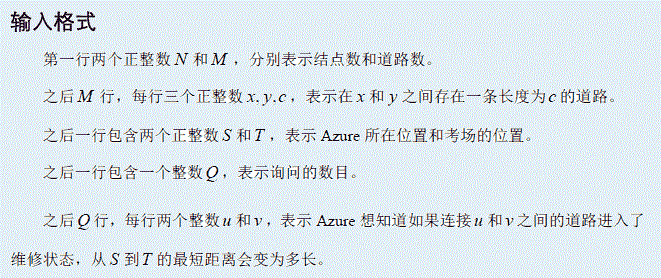 输入格式
第一行两个正整数 N 和 M ，分别表示结点数和道路数。
之后 M 行，每行三个正整数 x, y, c ，表示在 x 和 y 之间存在一条长度为 c 的道路。
之后一行包含两个正整数 S 和 T ，表示 Azure 所在位置和考场的位置。
之后一行包含一个整数 Q ，表示询问的数目。
之后 Q 行，每行两个整数 u 和 v ，表示 Azure 想知道如果连接 u 和 v 之间的道路进入了
维修状态，从 S 到 T 的最短距离会变为多长。